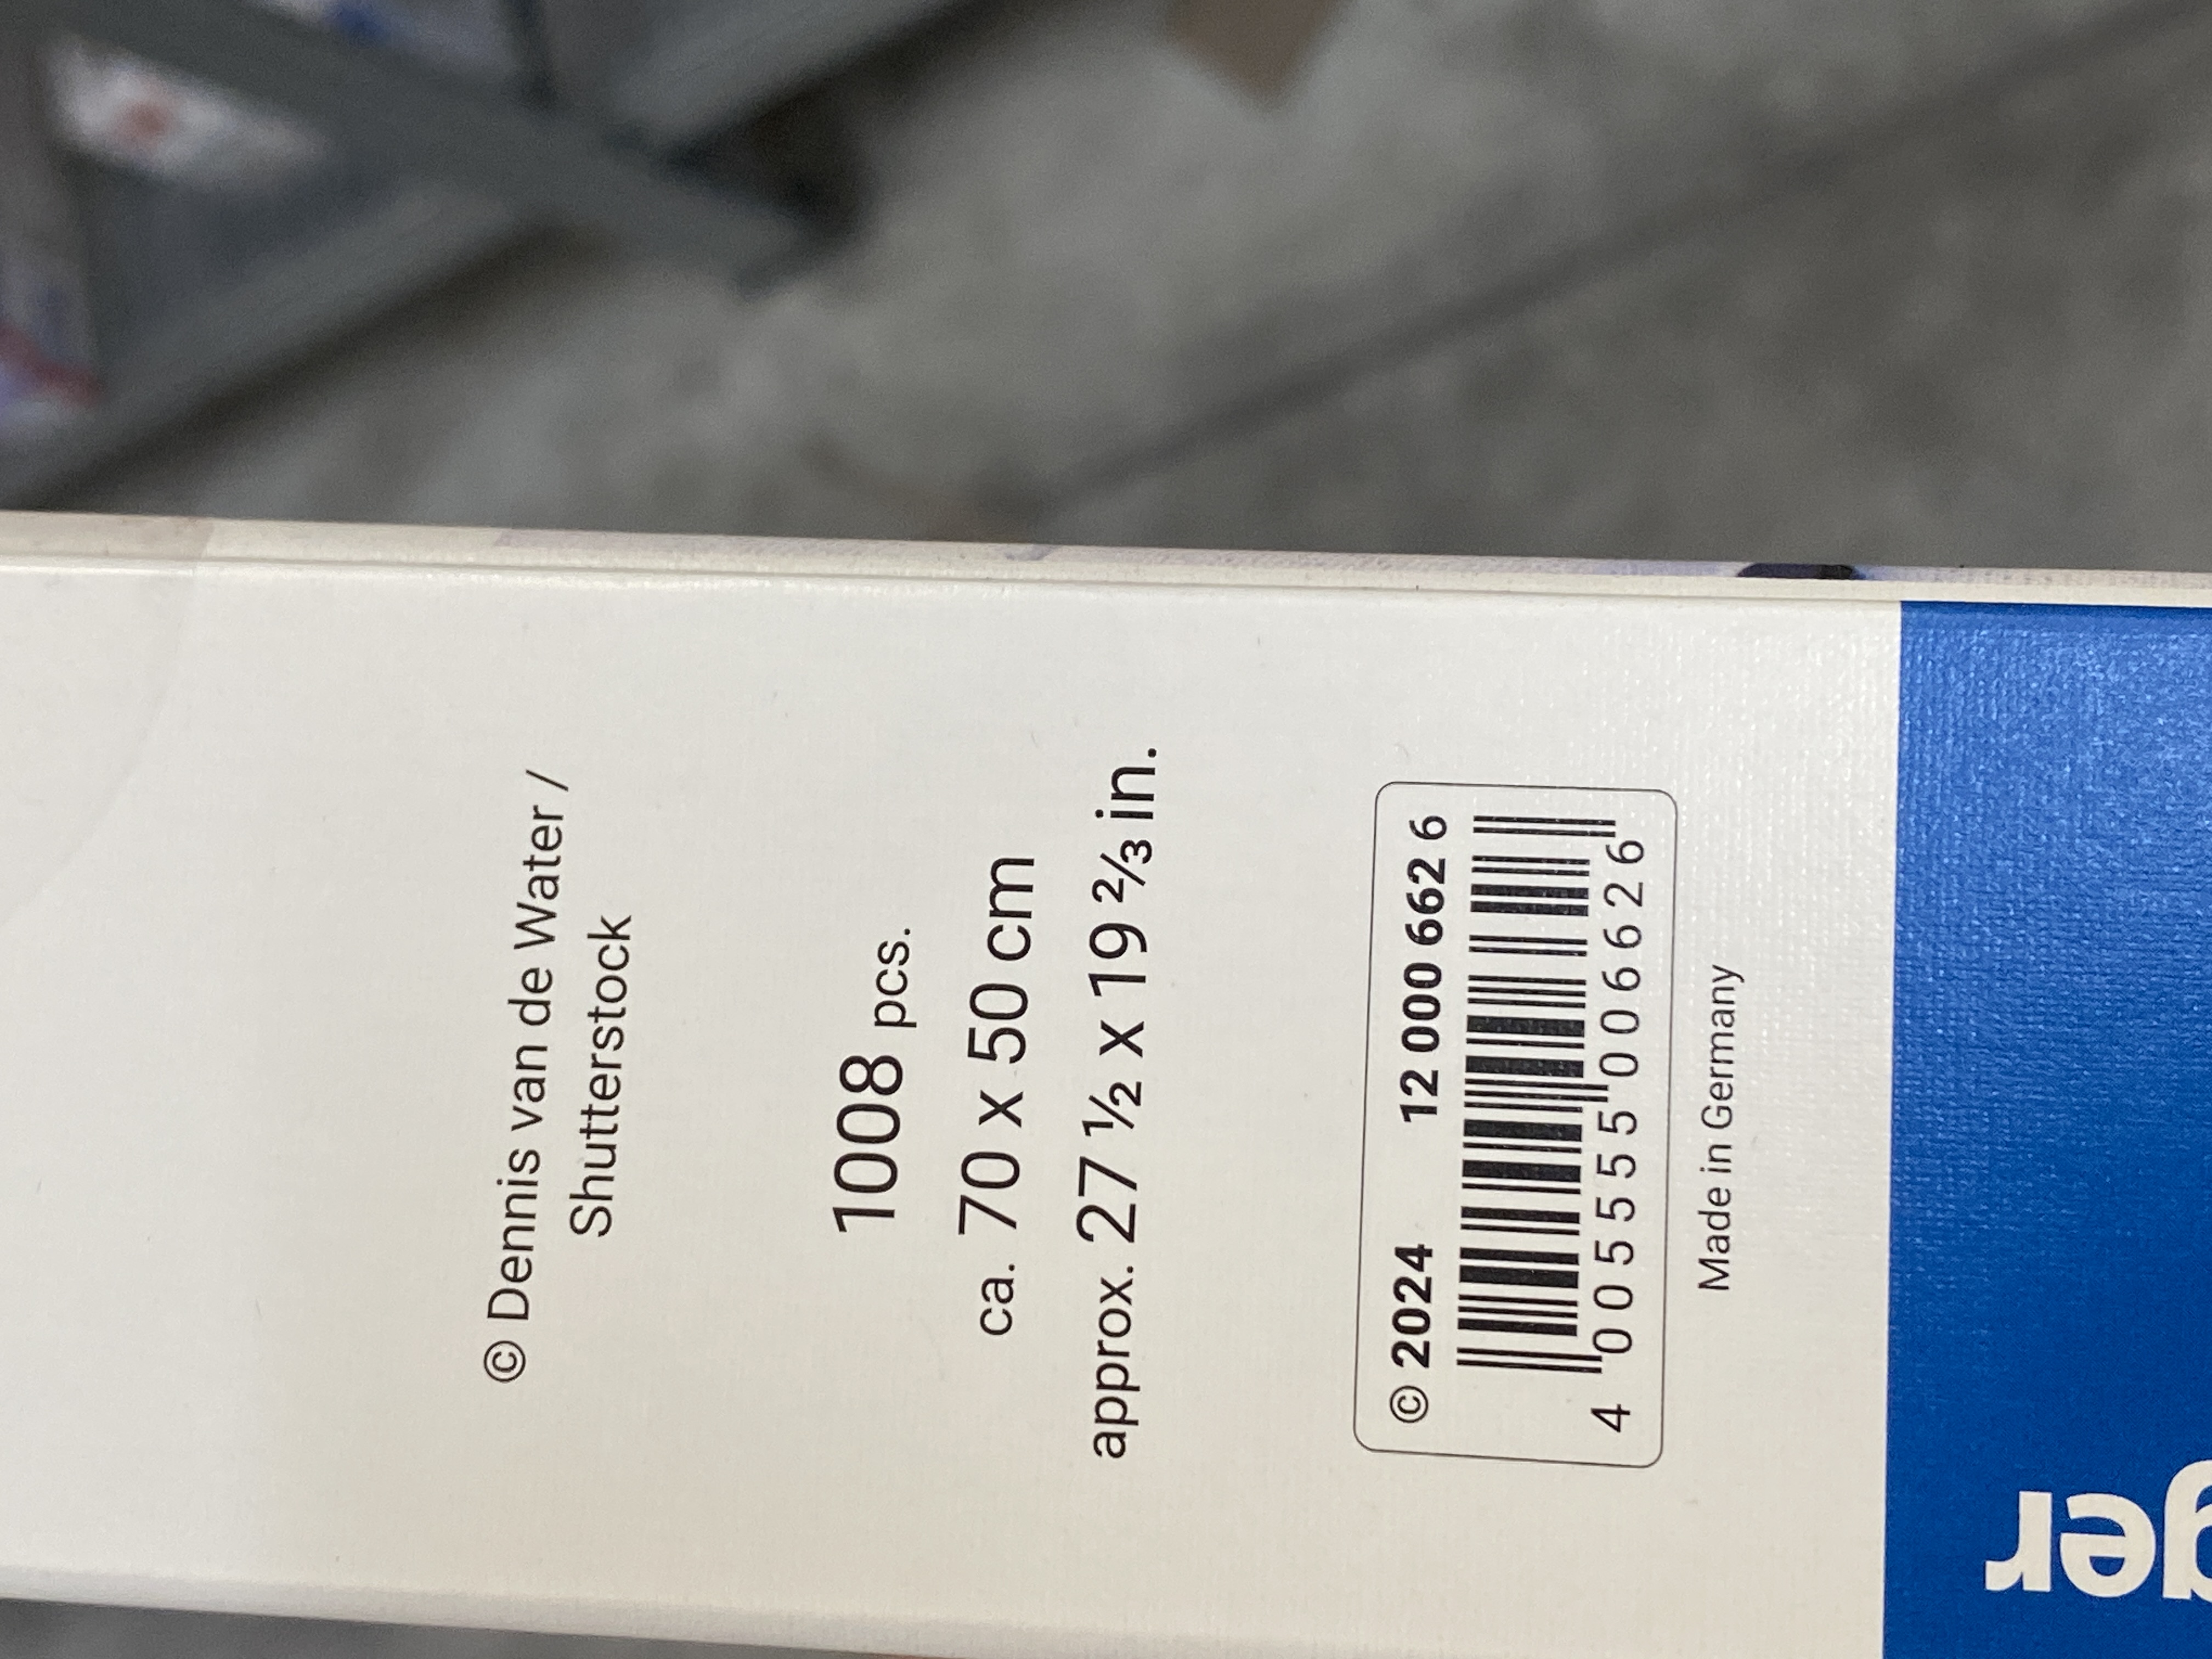 © Dennis van de Water /
Shutterstock
1008 pcs.
ca. 70 x 50 cm
approx. 27 ½ x 19 ⅔ in.
© 2024 12 000 662 6
4 005555 006626
Made in Germany
ger